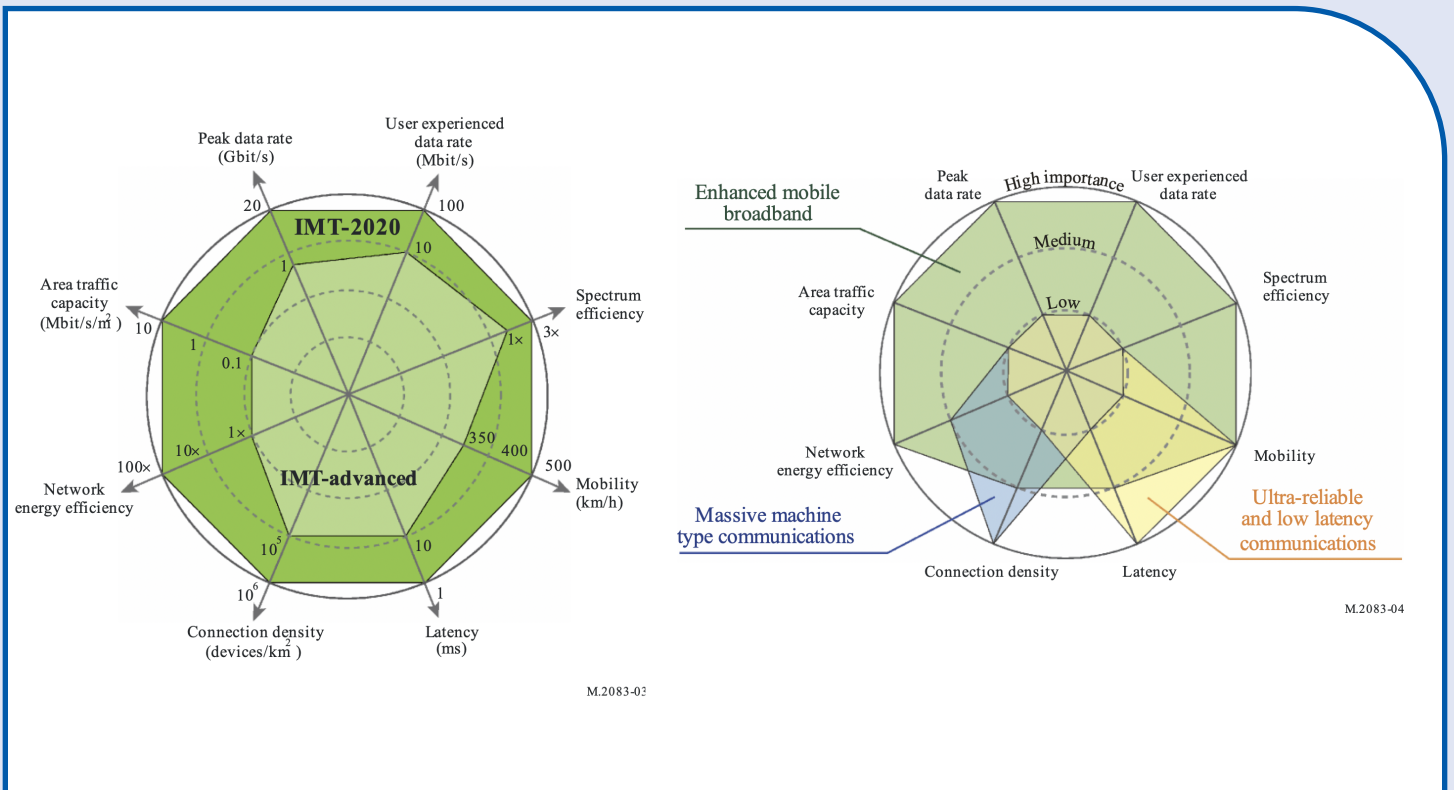 Peak data rate
(Gbit/s)
User experienced
data rate
(Mbit/s)
20
100
IMT-2020
10
1
Area traffic
capacity
(Mbit/s/m²)
10
1
0.1
Spectrum
efficiency
3×
1×
1×
10×
100×
Network
energy efficiency
350
400
500
Mobility
(km/h)
IMT-advanced
10⁵
10
10⁶
1
Connection density
(devices/km²)
Latency
(ms)
M.2083-03
Enhanced mobile
broadband
Peak
data rate
High importance
User experienced
data rate
Medium
Low
Area traffic
capacity
Spectrum
efficiency
Network
energy efficiency
Mobility
Massive machine
type communications
Ultra-reliable
and low latency
communications
Connection density
Latency
M.2083-04